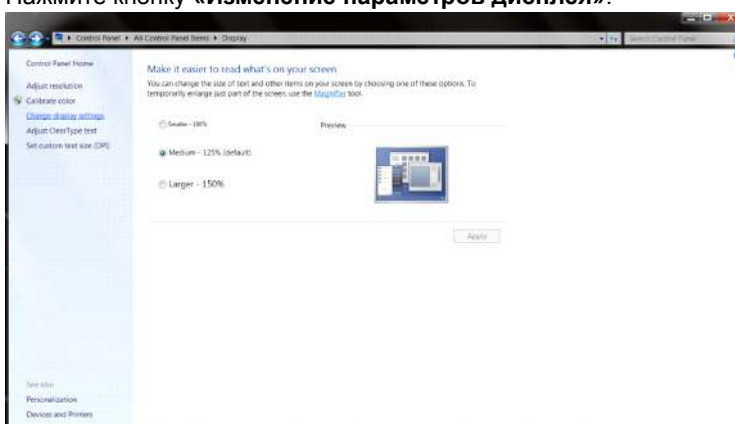 Нажмите кнопку «Изменение параметров дисплея».
Control Panel ▸ All Control Panel Items ▸ Display
Search Control Panel
Control Panel Home
Adjust resolution
Calibrate color
Change display settings
Adjust ClearType text
Set custom text size (DPI)
See also
Personalization
Devices and Printers
Make it easier to read what's on your screen
You can change the size of text and other items on your screen by choosing one of these options. To
temporarily enlarge just part of the screen, use the Magnifier tool.
Smaller - 100%
Preview
Medium - 125% (default)
Larger - 150%
Apply